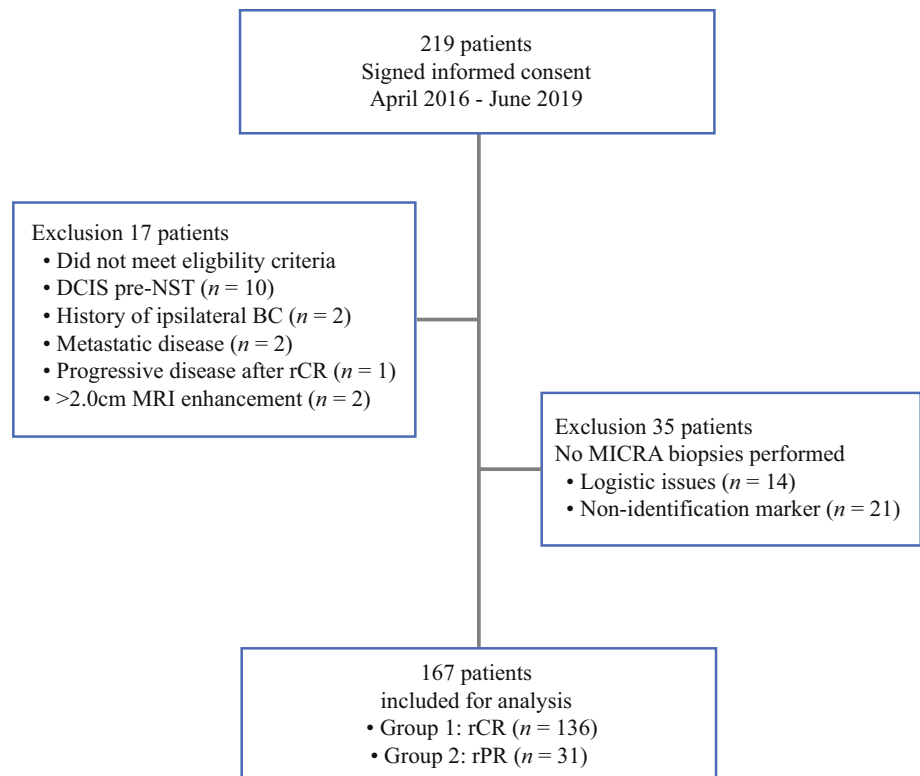 219 patients
Signed informed consent
April 2016 - June 2019
Exclusion 17 patients
• Did not meet eligbility criteria
• DCIS pre-NST (n = 10)
• History of ipsilateral BC (n = 2)
• Metastatic disease (n = 2)
• Progressive disease after rCR (n = 1)
• >2.0cm MRI enhancement (n = 2)
Exclusion 35 patients
No MICRA biopsies performed
• Logistic issues (n = 14)
• Non-identification marker (n = 21)
167 patients
included for analysis
• Group 1: rCR (n = 136)
• Group 2: rPR (n = 31)